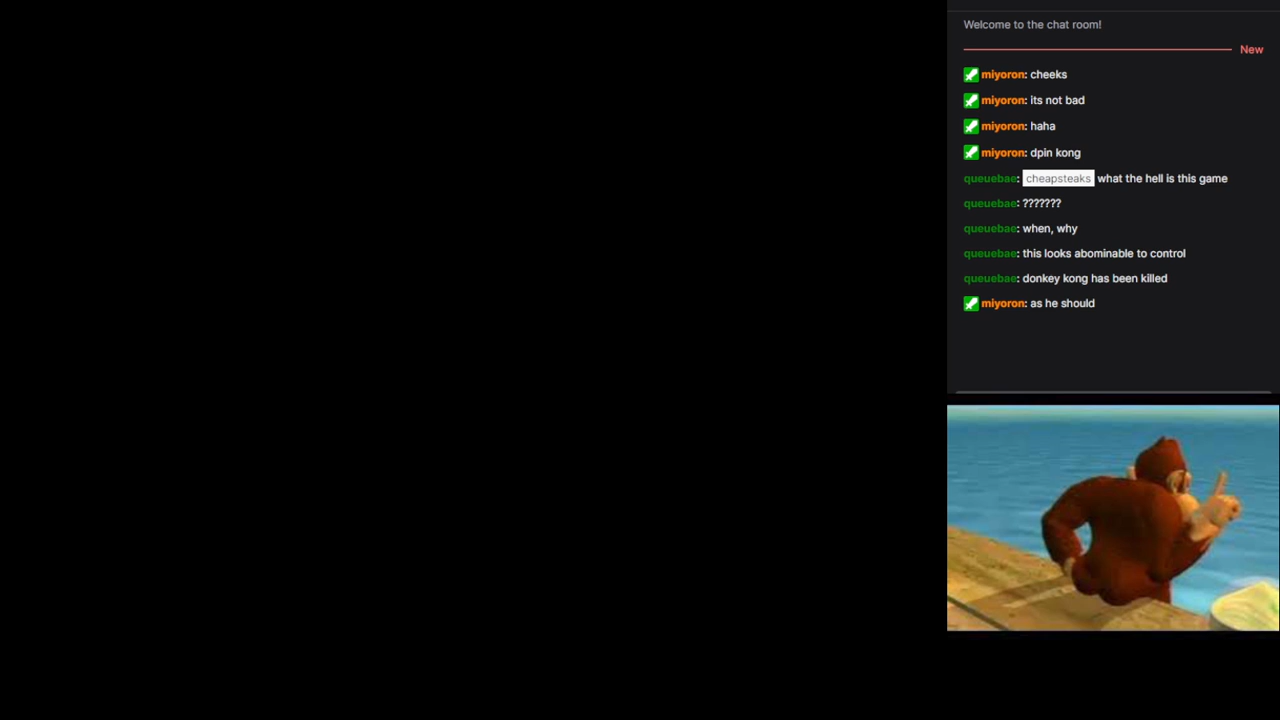 Welcome to the chat room!
New
miyoron: cheeks
miyoron: its not bad
miyoron: haha
miyoron: dpin kong
queuebae: cheapsteaks what the hell is this game
queuebae: ???????
queuebae: when, why
queuebae: this looks abominable to control
queuebae: donkey kong has been killed
miyoron: as he should